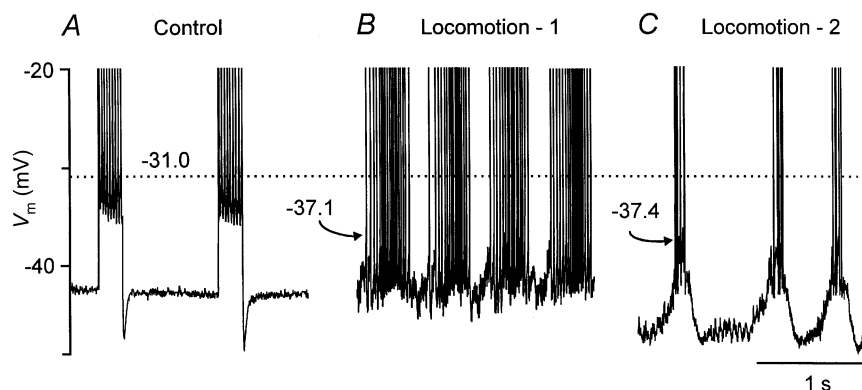 A Control B Locomotion - 1 C Locomotion - 2
-20
-31.0
-37.1
-37.4
Vm (mV)
-40
1 s